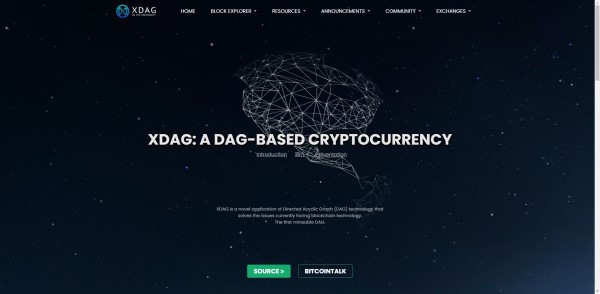 XDAG
HOME BLOCK EXPLORER RESOURCES ANNOUNCEMENTS COMMUNITY EXCHANGES
XDAG: A DAG-BASED CRYPTOCURRENCY
Introduction Presentation
XDAG is a novel application of Directed Acyclic Graph (DAG) technology that
solves the issues currently facing blockchain technology.
The first mineable DAG.
SOURCE >
BITCOINTALK